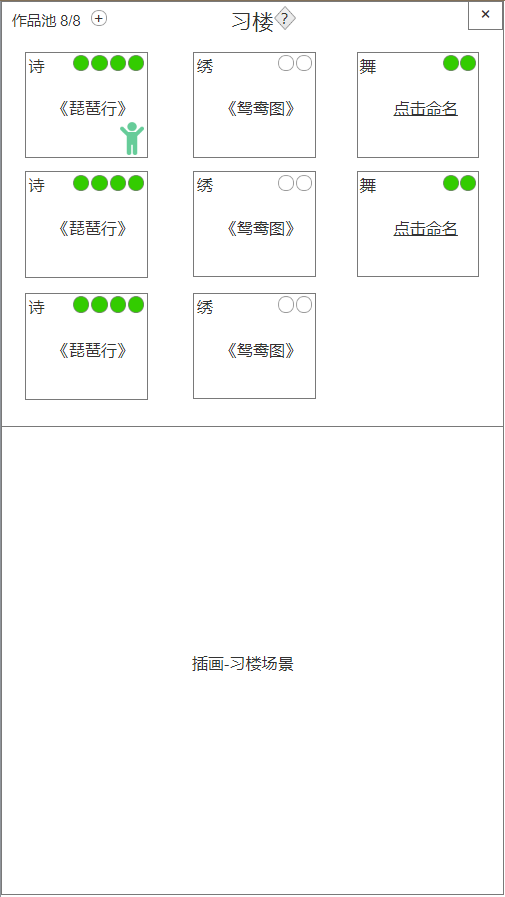 作品池 8/8 +
习楼?
×
诗
《琵琶行》
绣
《鸳鸯图》
舞
点击命名
诗
《琵琶行》
绣
《鸳鸯图》
舞
点击命名
诗
《琵琶行》
绣
《鸳鸯图》
插画-习楼场景